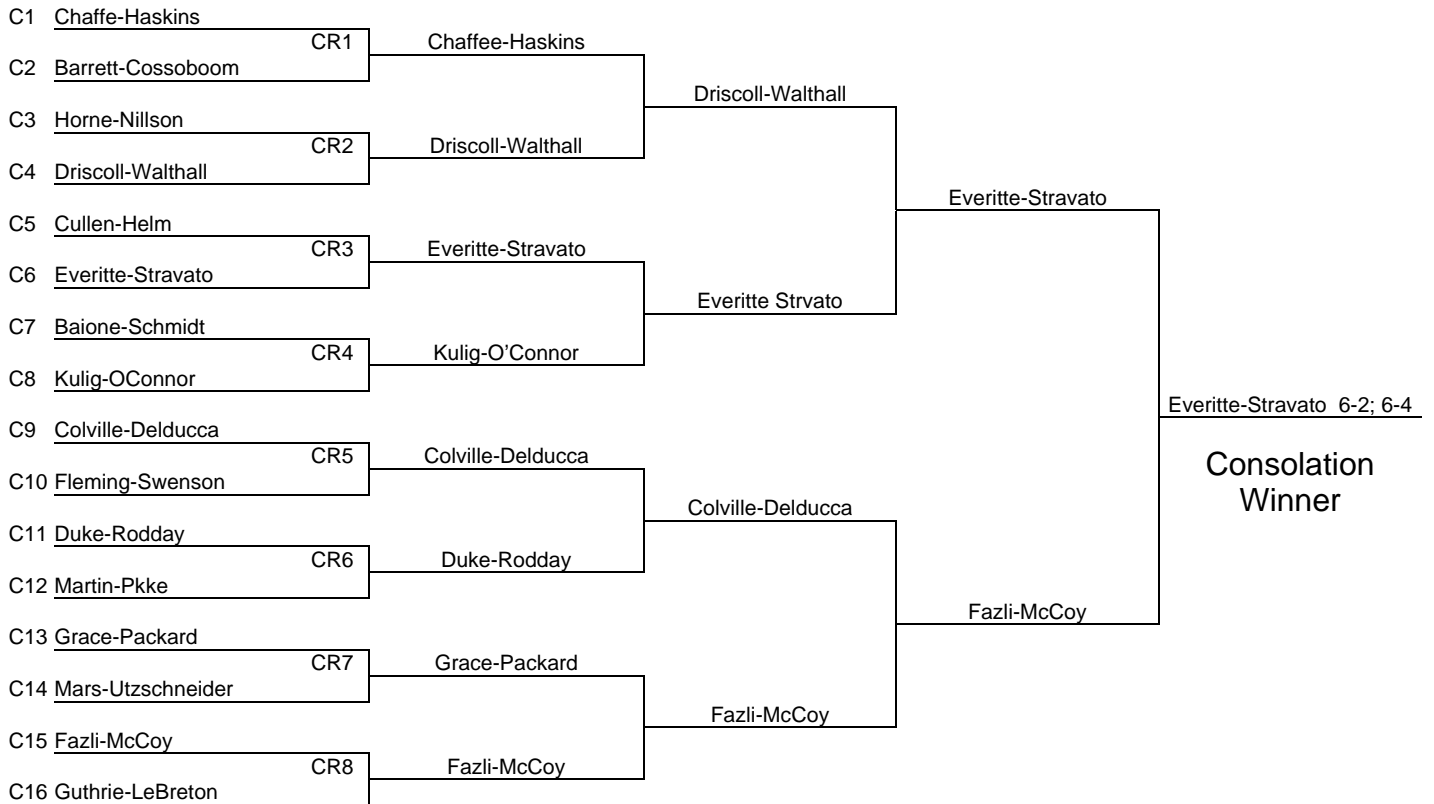 C1 Chaffe-Haskins
CR1 Chaffee-Haskins
C2 Barrett-Cossoboom
Driscoll-Walthall
C3 Horne-Nillson
CR2 Driscoll-Walthall
C4 Driscoll-Walthall
Everitte-Stravato
C5 Cullen-Helm
CR3 Everitte-Stravato
C6 Everitte-Stravato
Everitte Strvato
C7 Baione-Schmidt
CR4 Kulig-O'Connor
C8 Kulig-OConnor
Everitte-Stravato 6-2; 6-4
C9 Colville-Delducca
CR5 Colville-Delducca
Consolation
Winner
C10 Fleming-Swenson
Colville-Delducca
C11 Duke-Rodday
CR6 Duke-Rodday
C12 Martin-Pkke
Fazli-McCoy
C13 Grace-Packard
CR7 Grace-Packard
C14 Mars-Utzschneider
Fazli-McCoy
C15 Fazli-McCoy
CR8 Fazli-McCoy
C16 Guthrie-LeBreton